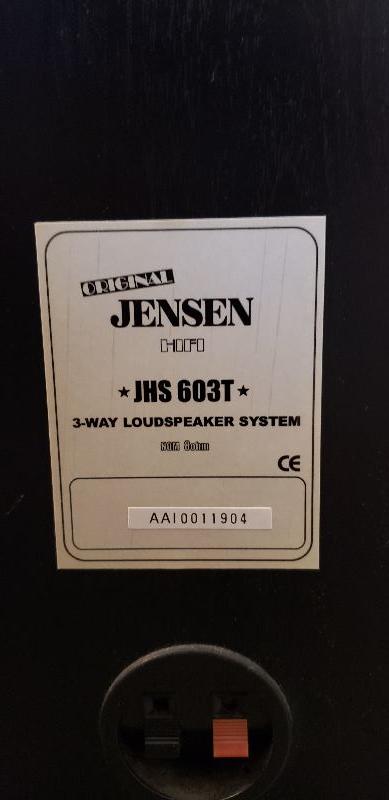 ORIGINAL
JENSEN
HIFI
★ JHS 603T ★
3-WAY LOUDSPEAKER SYSTEM
NOM 8ohm
CE
AAI0011904